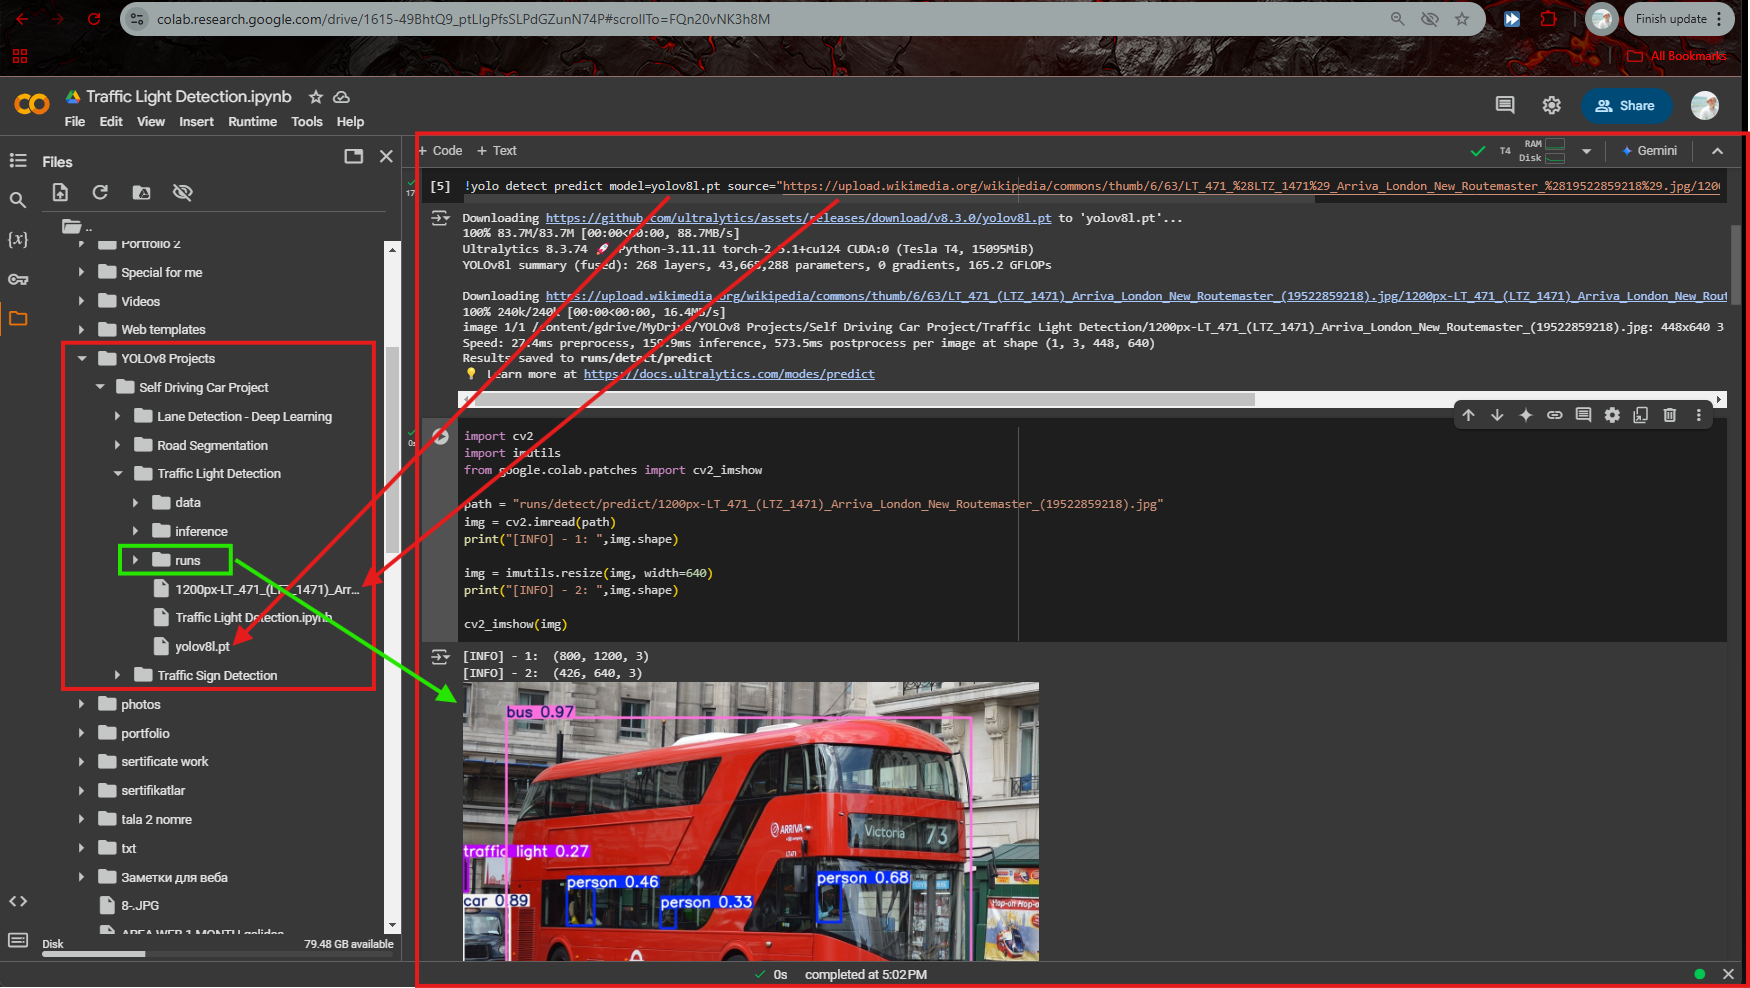 colab.research.google.com/drive/1615-49BhtQ9_ptLIgPfsSLPdGZunN74P#scrollTo=FQn20vNK3h8M
Finish update
All Bookmarks
Traffic Light Detection.ipynb
File Edit View Insert Runtime Tools Help
Share
Files
+ Code + Text
T4
RAM
Disk
Gemini
..
Portfolio 2
Special for me
Videos
Web templates
YOLOv8 Projects
Self Driving Car Project
Lane Detection - Deep Learning
Road Segmentation
Traffic Light Detection
data
inference
runs
1200px-LT_471_(LTZ_1471)_Arr...
Traffic Light Detection.ipynb
yolov8l.pt
Traffic Sign Detection
photos
portfolio
sertificate work
sertifikatlar
tala 2 nomre
txt
Заметки для веба
8-.JPG
Disk
79.48 GB available
[5]
!yolo detect predict model=yolov8l.pt source="https://upload.wikimedia.org/wikipedia/commons/thumb/6/63/LT_471_%28LTZ_1471%29_Arriva_London_New_Routemaster_%2819522859218%29.jpg/120
Downloading https://github.com/ultralytics/assets/releases/download/v8.3.0/yolov8l.pt to 'yolov8l.pt'...
100% 83.7M/83.7M [00:00<00:00, 88.7MB/s]
Ultralytics 8.3.74 🚀 Python-3.11.11 torch-2.5.1+cu124 CUDA:0 (Tesla T4, 15095MiB)
YOLOv8l summary (fused): 268 layers, 43,668,288 parameters, 0 gradients, 165.2 GFLOPs
Downloading https://upload.wikimedia.org/wikipedia/commons/thumb/6/63/LT_471_(LTZ_1471)_Arriva_London_New_Routemaster_(19522859218).jpg/1200px-LT_471_(LTZ_1471)_Arriva_London_New_Rout
100% 240k/240k [00:00<00:00, 16.4MB/s]
image 1/1 /content/gdrive/MyDrive/YOLOv8 Projects/Self Driving Car Project/Traffic Light Detection/1200px-LT_471_(LTZ_1471)_Arriva_London_New_Routemaster_(19522859218).jpg: 448x640 3
Speed: 27.4ms preprocess, 159.9ms inference, 573.5ms postprocess per image at shape (1, 3, 448, 640)
Results saved to runs/detect/predict
💡 Learn more at https://docs.ultralytics.com/modes/predict
import cv2
import imutils
from google.colab.patches import cv2_imshow
path = "runs/detect/predict/1200px-LT_471_(LTZ_1471)_Arriva_London_New_Routemaster_(19522859218).jpg"
img = cv2.imread(path)
print("[INFO] - 1: ",img.shape)
img = imutils.resize(img, width=640)
print("[INFO] - 2: ",img.shape)
cv2_imshow(img)
[INFO] - 1: (800, 1200, 3)
[INFO] - 2: (426, 640, 3)
bus 0.97
ARRIVA
LT471
Victoria 73
traffic light 0.27
person 0.46
person 0.68
car 0.89
person 0.33
0s completed at 5:02 PM